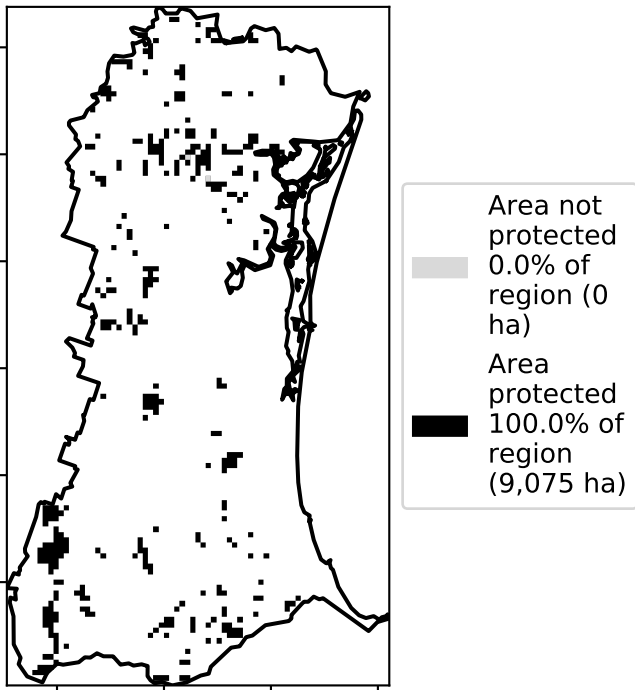 Area not
protected
0.0% of
region (0
ha)
Area
protected
100.0% of
region
(9,075 ha)